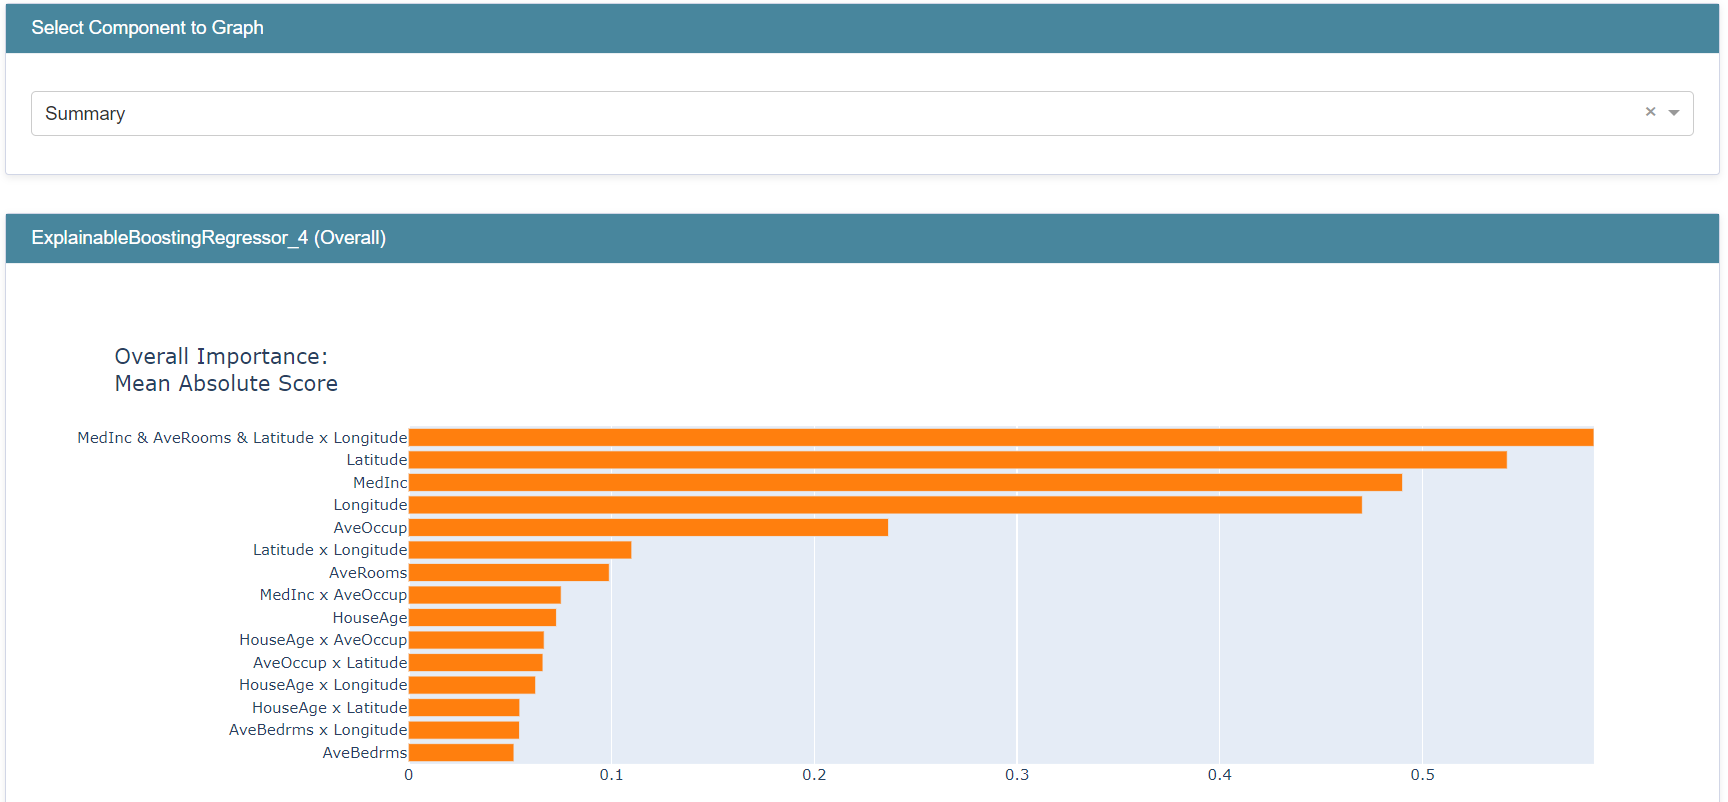 Select Component to Graph
Summary
ExplainableBoostingRegressor_4 (Overall)
Overall Importance:
Mean Absolute Score
MedInc & AveRooms & Latitude x Longitude
Latitude
MedInc
Longitude
AveOccup
Latitude x Longitude
AveRooms
MedInc x AveOccup
HouseAge
HouseAge x AveOccup
AveOccup x Latitude
HouseAge x Longitude
HouseAge x Latitude
AveBedrms x Longitude
AveBedrms
0 0.1 0.2 0.3 0.4 0.5